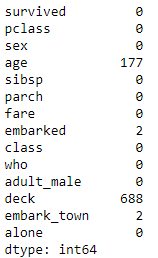 survived 0
pclass 0
sex 0
age 177
sibsp 0
parch 0
fare 0
embarked 2
class 0
who 0
adult_male 0
deck 688
embark_town 2
alone 0
dtype: int64